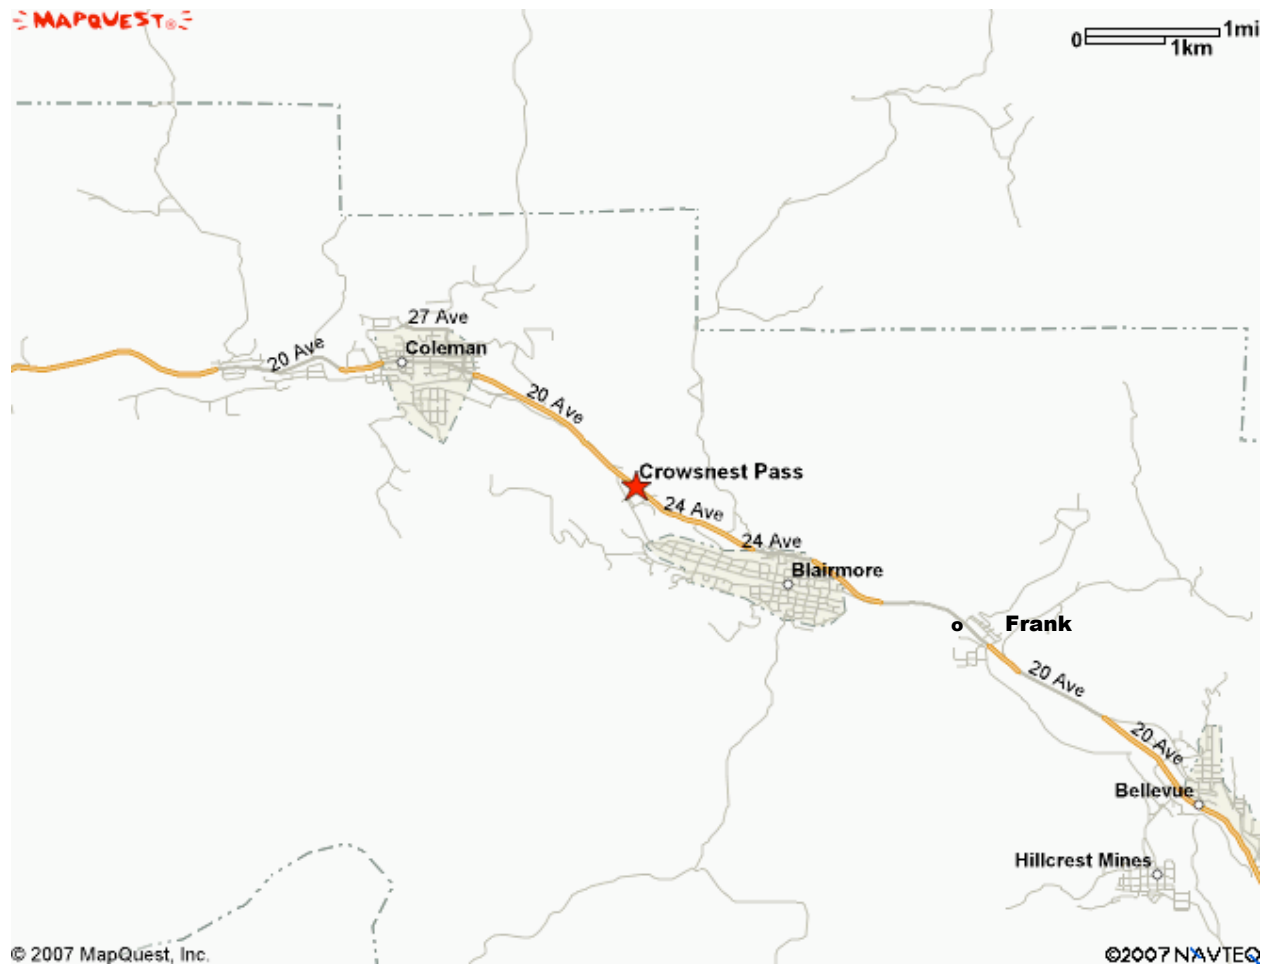 MAPQUEST®
0 1mi
1km
27 Ave
Coleman
20 Ave
20 Ave
Crowsnest Pass
24 Ave
24 Ave
Blairmore
o Frank
20 Ave
20 Ave
Bellevue
Hillcrest Mines
© 2007 MapQuest, Inc.
©2007 NAVTEQ